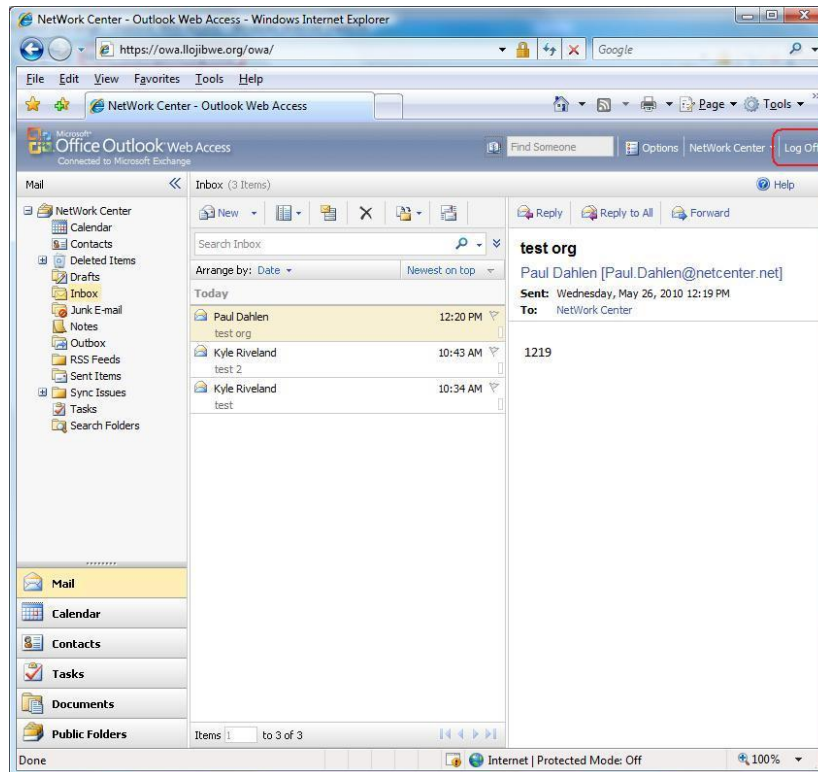 NetWork Center - Outlook Web Access - Windows Internet Explorer
https://owa.llojibwe.org/owa/
Google
File Edit View Favorites Tools Help
NetWork Center - Outlook Web Access
Page Tools
Microsoft
Office Outlook Web Access
Connected to Microsoft Exchange
Find Someone
Options
NetWork Center
Log Off
Mail
Inbox (3 Items)
Help
NetWork Center
Calendar
Contacts
Deleted Items
Drafts
Inbox
Junk E-mail
Notes
Outbox
RSS Feeds
Sent Items
Sync Issues
Tasks
Search Folders
New
Search Inbox
Arrange by: Date
Newest on top
Today
Paul Dahlen 12:20 PM
test org
Kyle Riveland 10:43 AM
test 2
Kyle Riveland 10:34 AM
test
Reply Reply to All Forward
test org
Paul Dahlen [Paul.Dahlen@netcenter.net]
Sent: Wednesday, May 26, 2010 12:19 PM
To: NetWork Center
1219
Mail
Calendar
Contacts
Tasks
Documents
Public Folders
Items 1 to 3 of 3
Done
Internet | Protected Mode: Off
100%